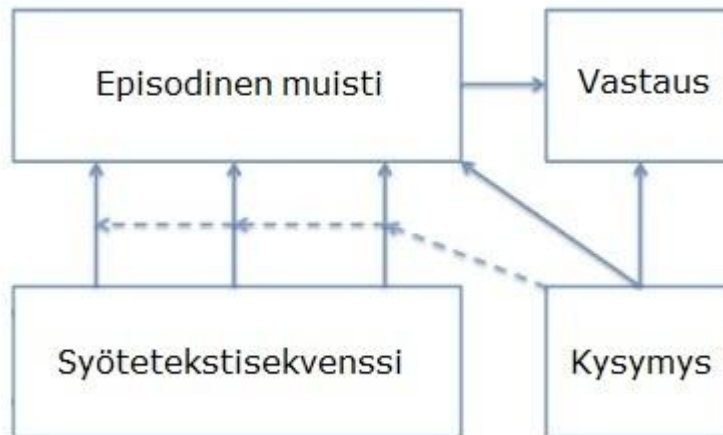 Episodinen muisti
Vastaus
Syötetekstisekvenssi
Kysymys